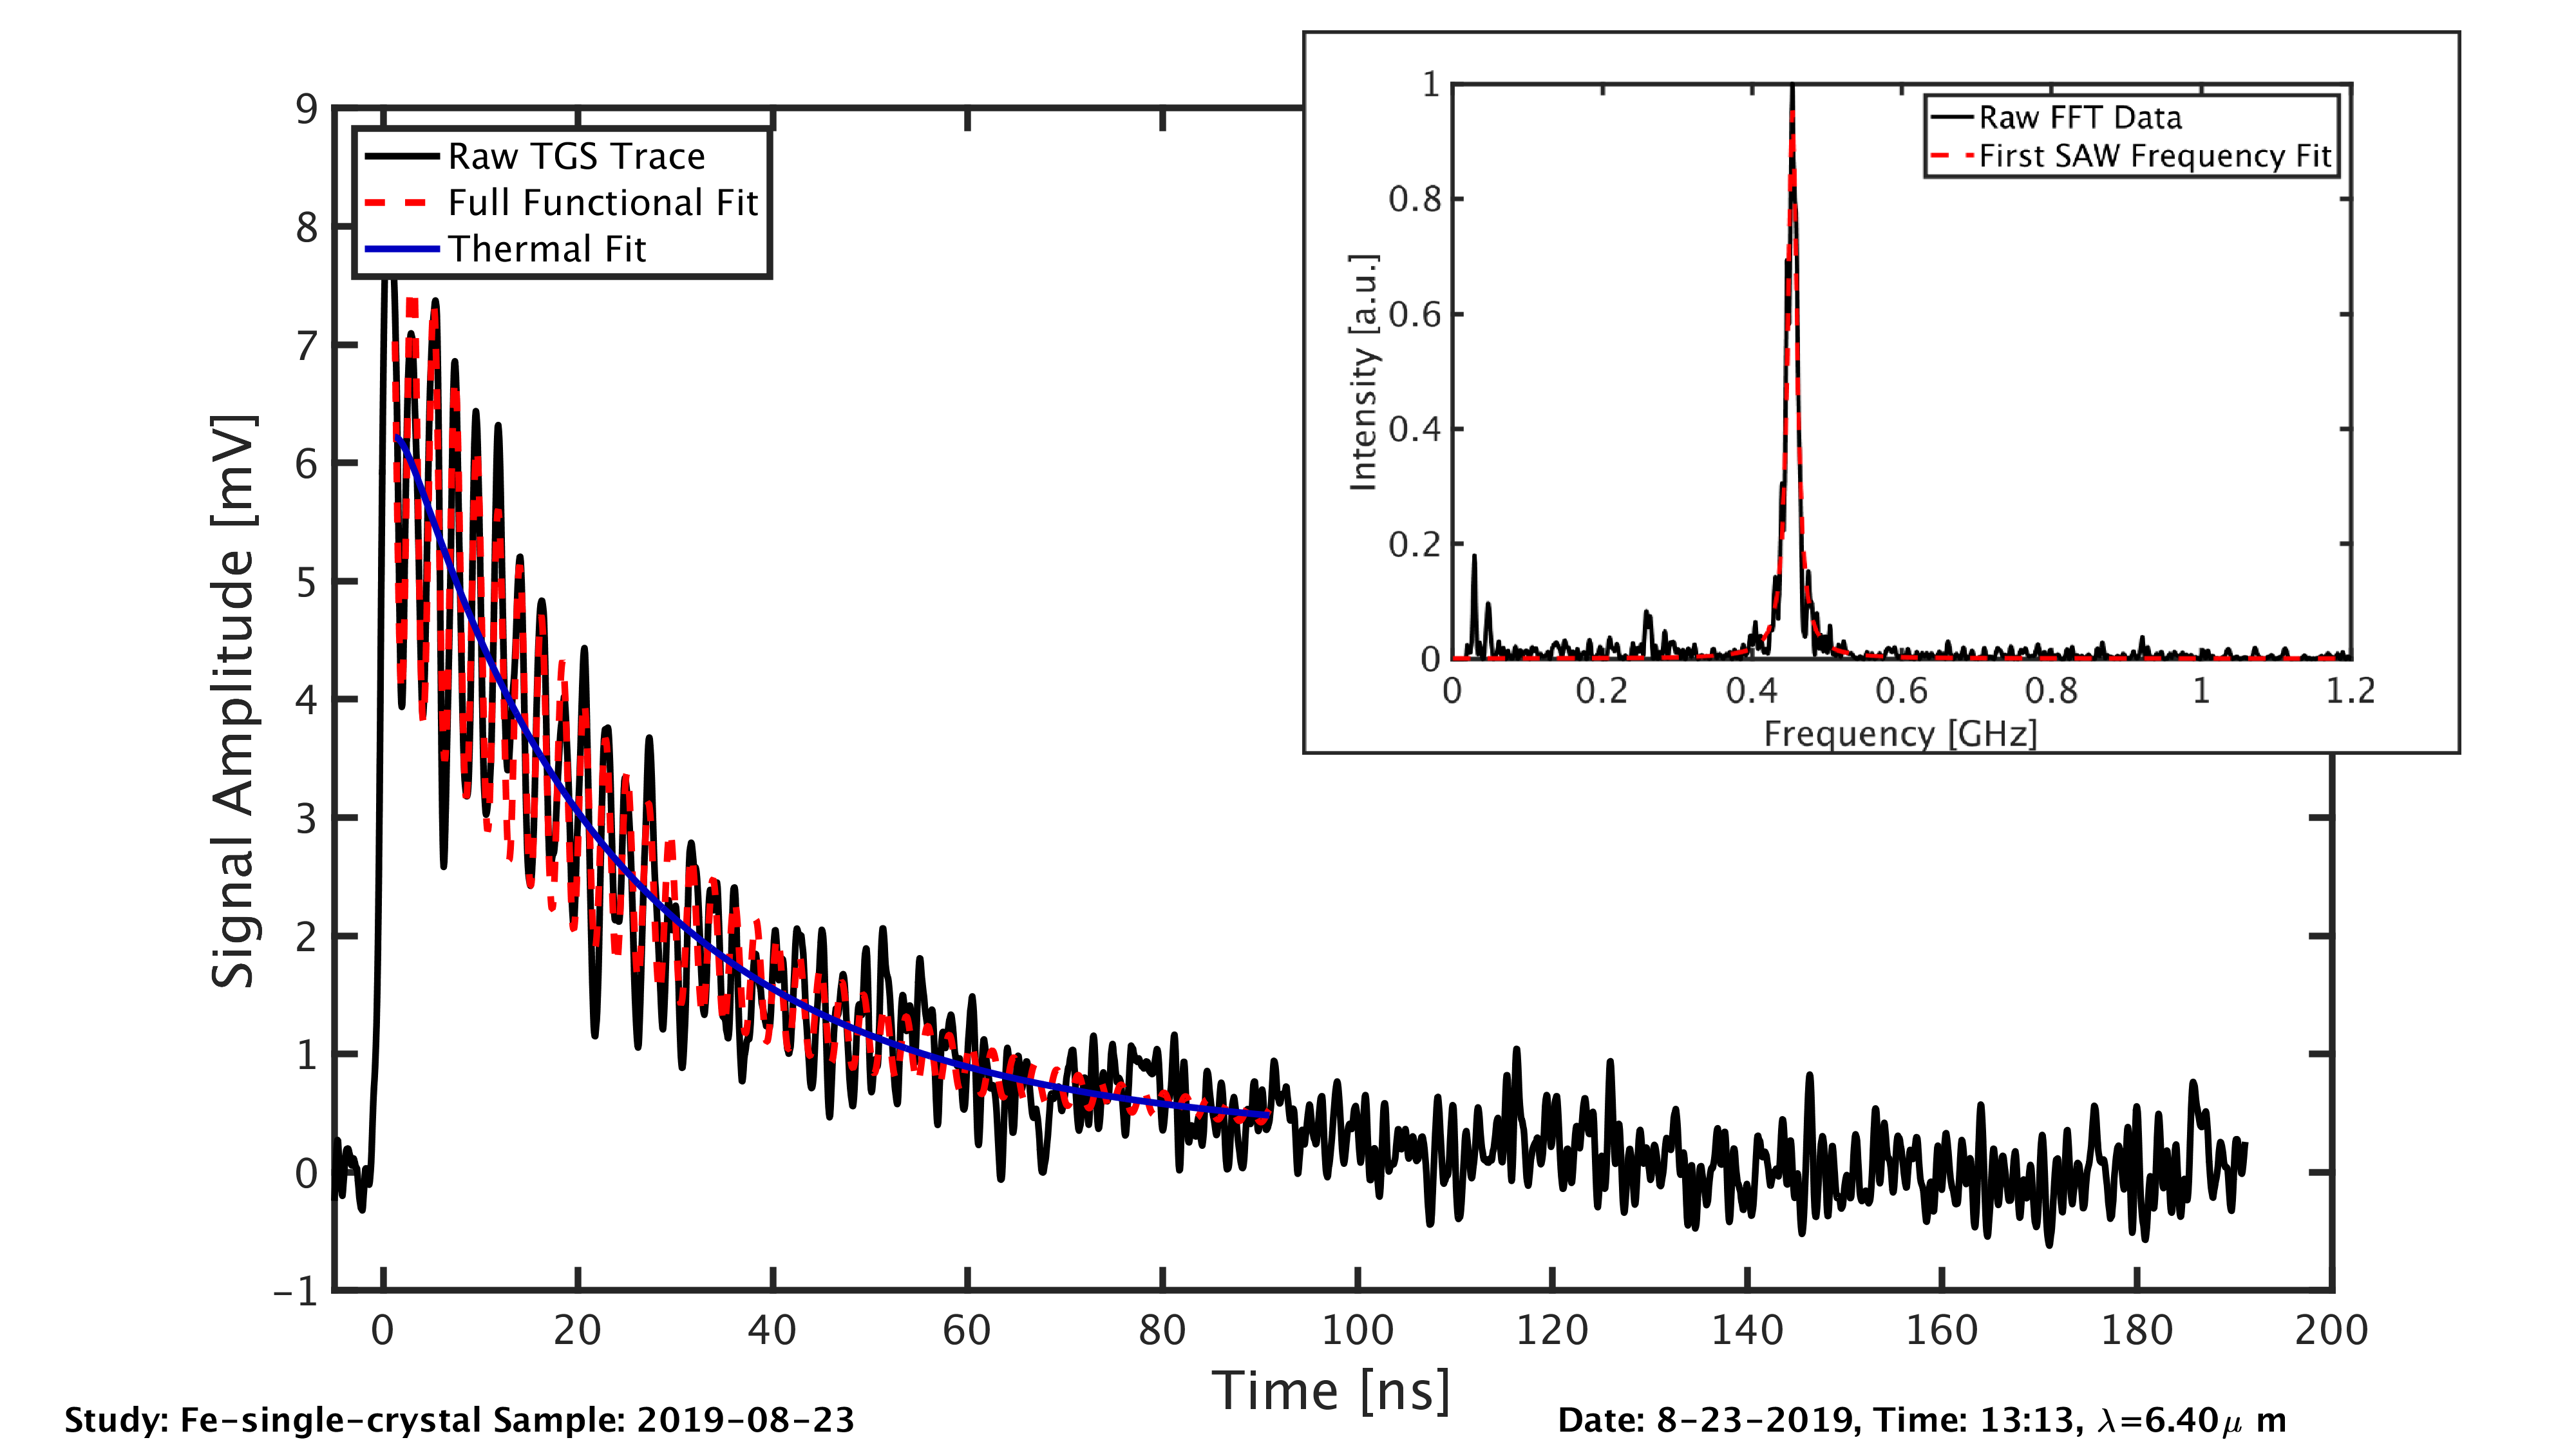 1
0.8
0.6
0.4
0.2
0
0 0.2 0.4 0.6 0.8 1 1.2
Intensity [a.u.]
Frequency [GHz]
Raw FFT Data
First SAW Frequency Fit
9
8
7
6
5
4
3
2
1
0
-1
Signal Amplitude [mV]
Raw TGS Trace
Full Functional Fit
Thermal Fit
0 20 40 60 80 100 120 140 160 180 200
Time [ns]
Study: Fe-single-crystal Sample: 2019-08-23
Date: 8-23-2019, Time: 13:13, λ=6.40μ m